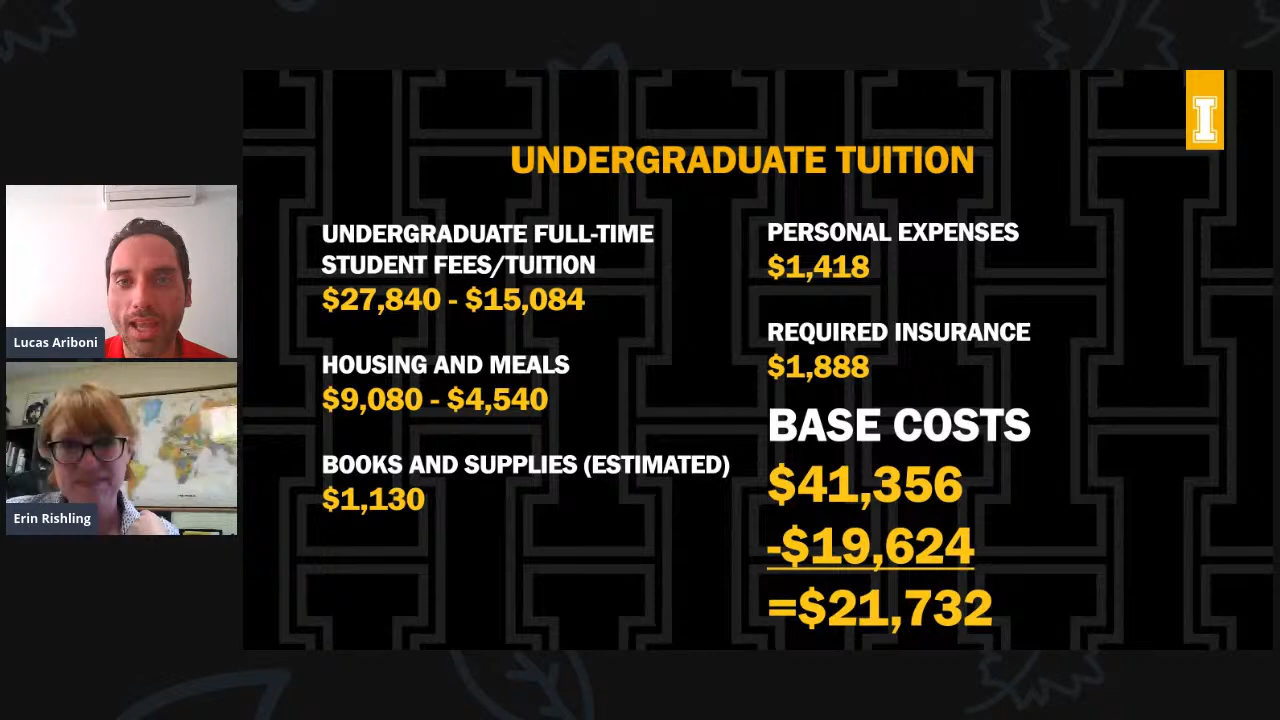 UNDERGRADUATE TUITION
UNDERGRADUATE FULL-TIME
STUDENT FEES/TUITION
$27,840 - $15,084
HOUSING AND MEALS
$9,080 - $4,540
BOOKS AND SUPPLIES (ESTIMATED)
$1,130
PERSONAL EXPENSES
$1,418
REQUIRED INSURANCE
$1,888
BASE COSTS
$41,356
-$19,624
=$21,732
I
Lucas Ariboni
Erin Rishling